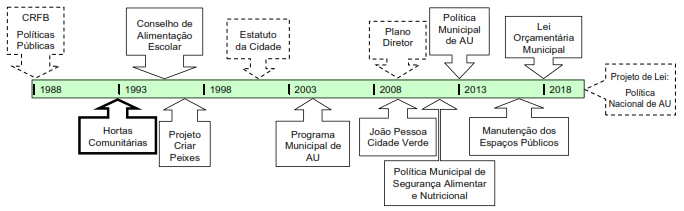 CRFB
Políticas
Públicas
Conselho de
Alimentação
Escolar
Estatuto
da Cidade
Plano
Diretor
Política
Municipal
de AU
Lei
Orçamentária
Municipal
Projeto de Lei:
Política
Nacional de AU
1988
1993
1998
2003
2008
2013
2018
Hortas
Comunitárias
Projeto
Criar
Peixes
Programa
Municipal de
AU
João Pessoa
Cidade Verde
Política Municipal de
Segurança Alimentar
e Nutricional
Manutenção dos
Espaços Públicos